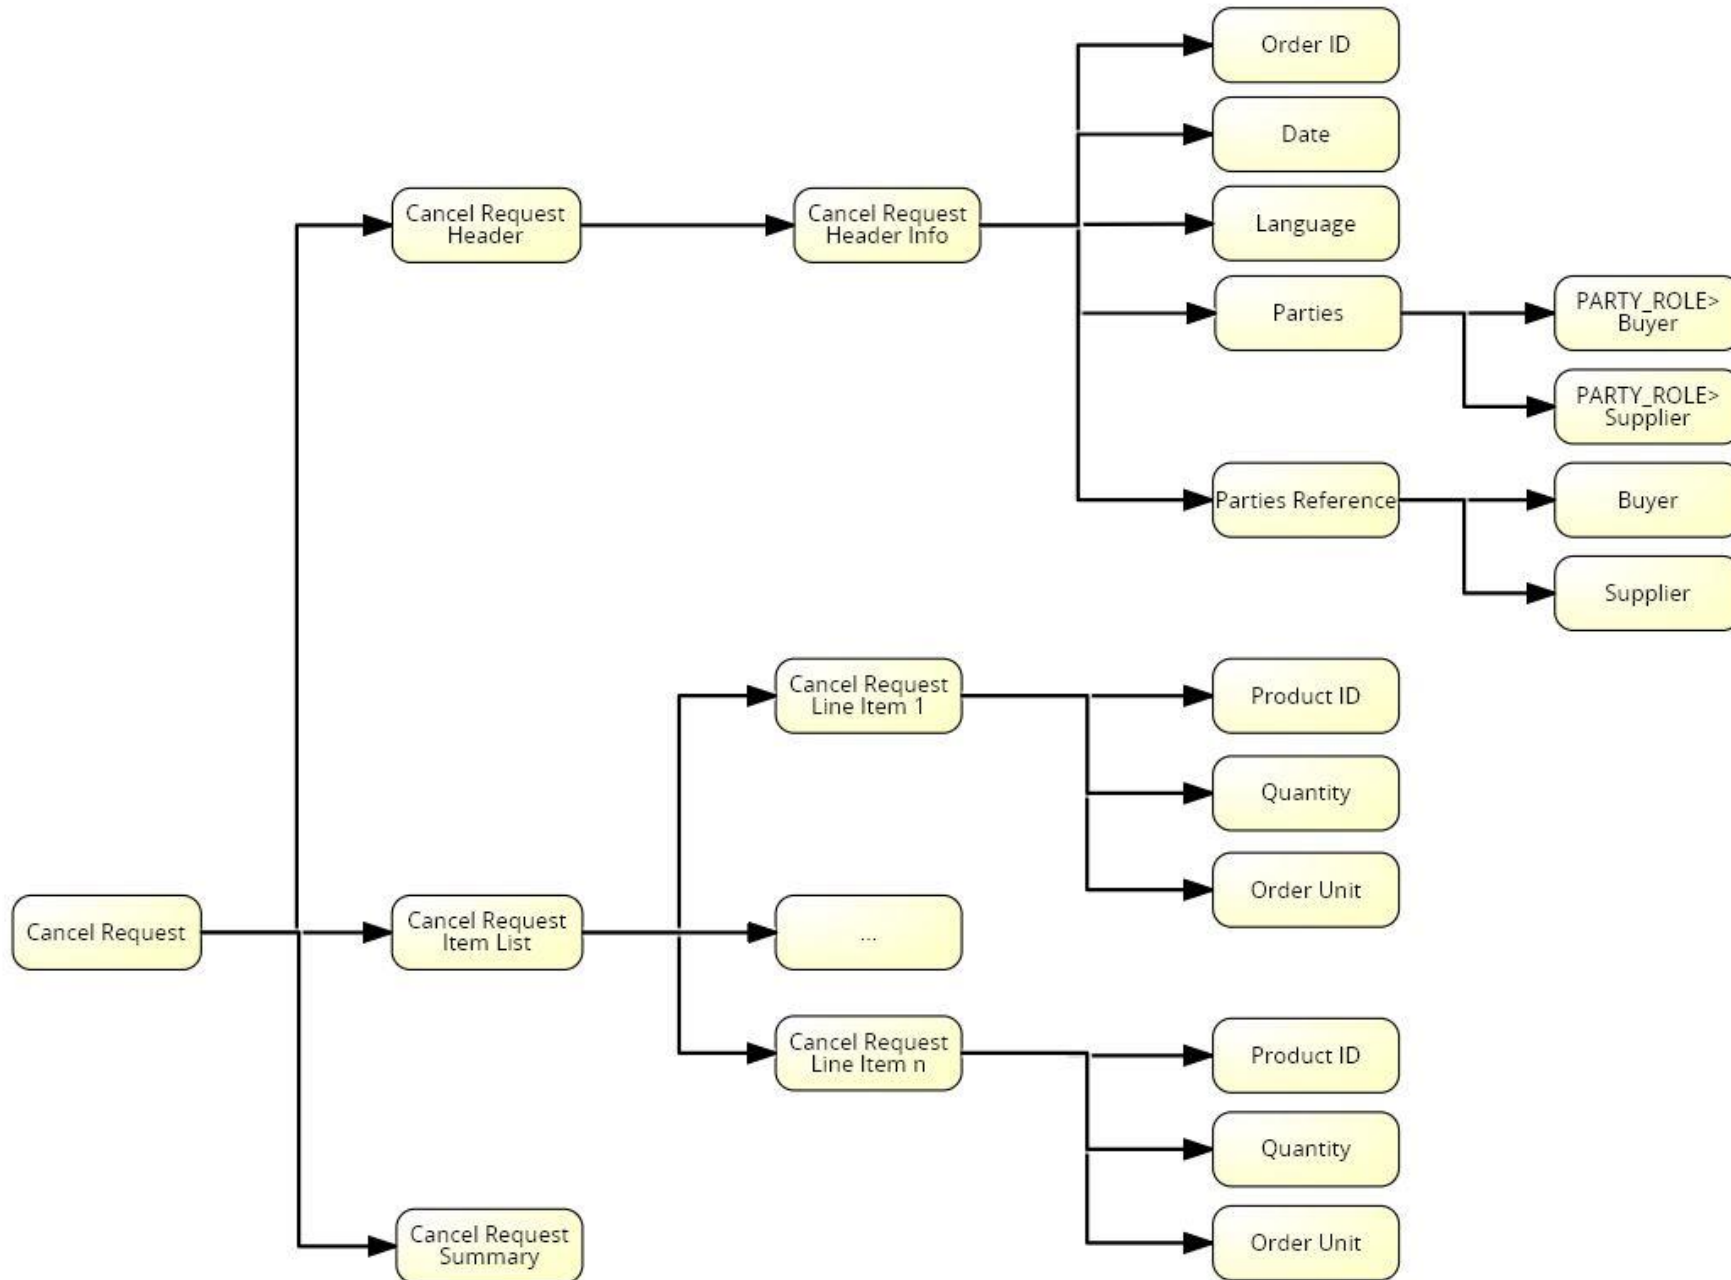 Order ID
Date
Cancel Request
Header
Cancel Request
Header Info
Language
Parties
PARTY_ROLE>
Buyer
PARTY_ROLE>
Supplier
Parties Reference
Buyer
Supplier
Cancel Request
Line Item 1
Product ID
Quantity
Order Unit
Cancel Request
Cancel Request
Item List
...
Cancel Request
Line Item n
Product ID
Quantity
Order Unit
Cancel Request
Summary